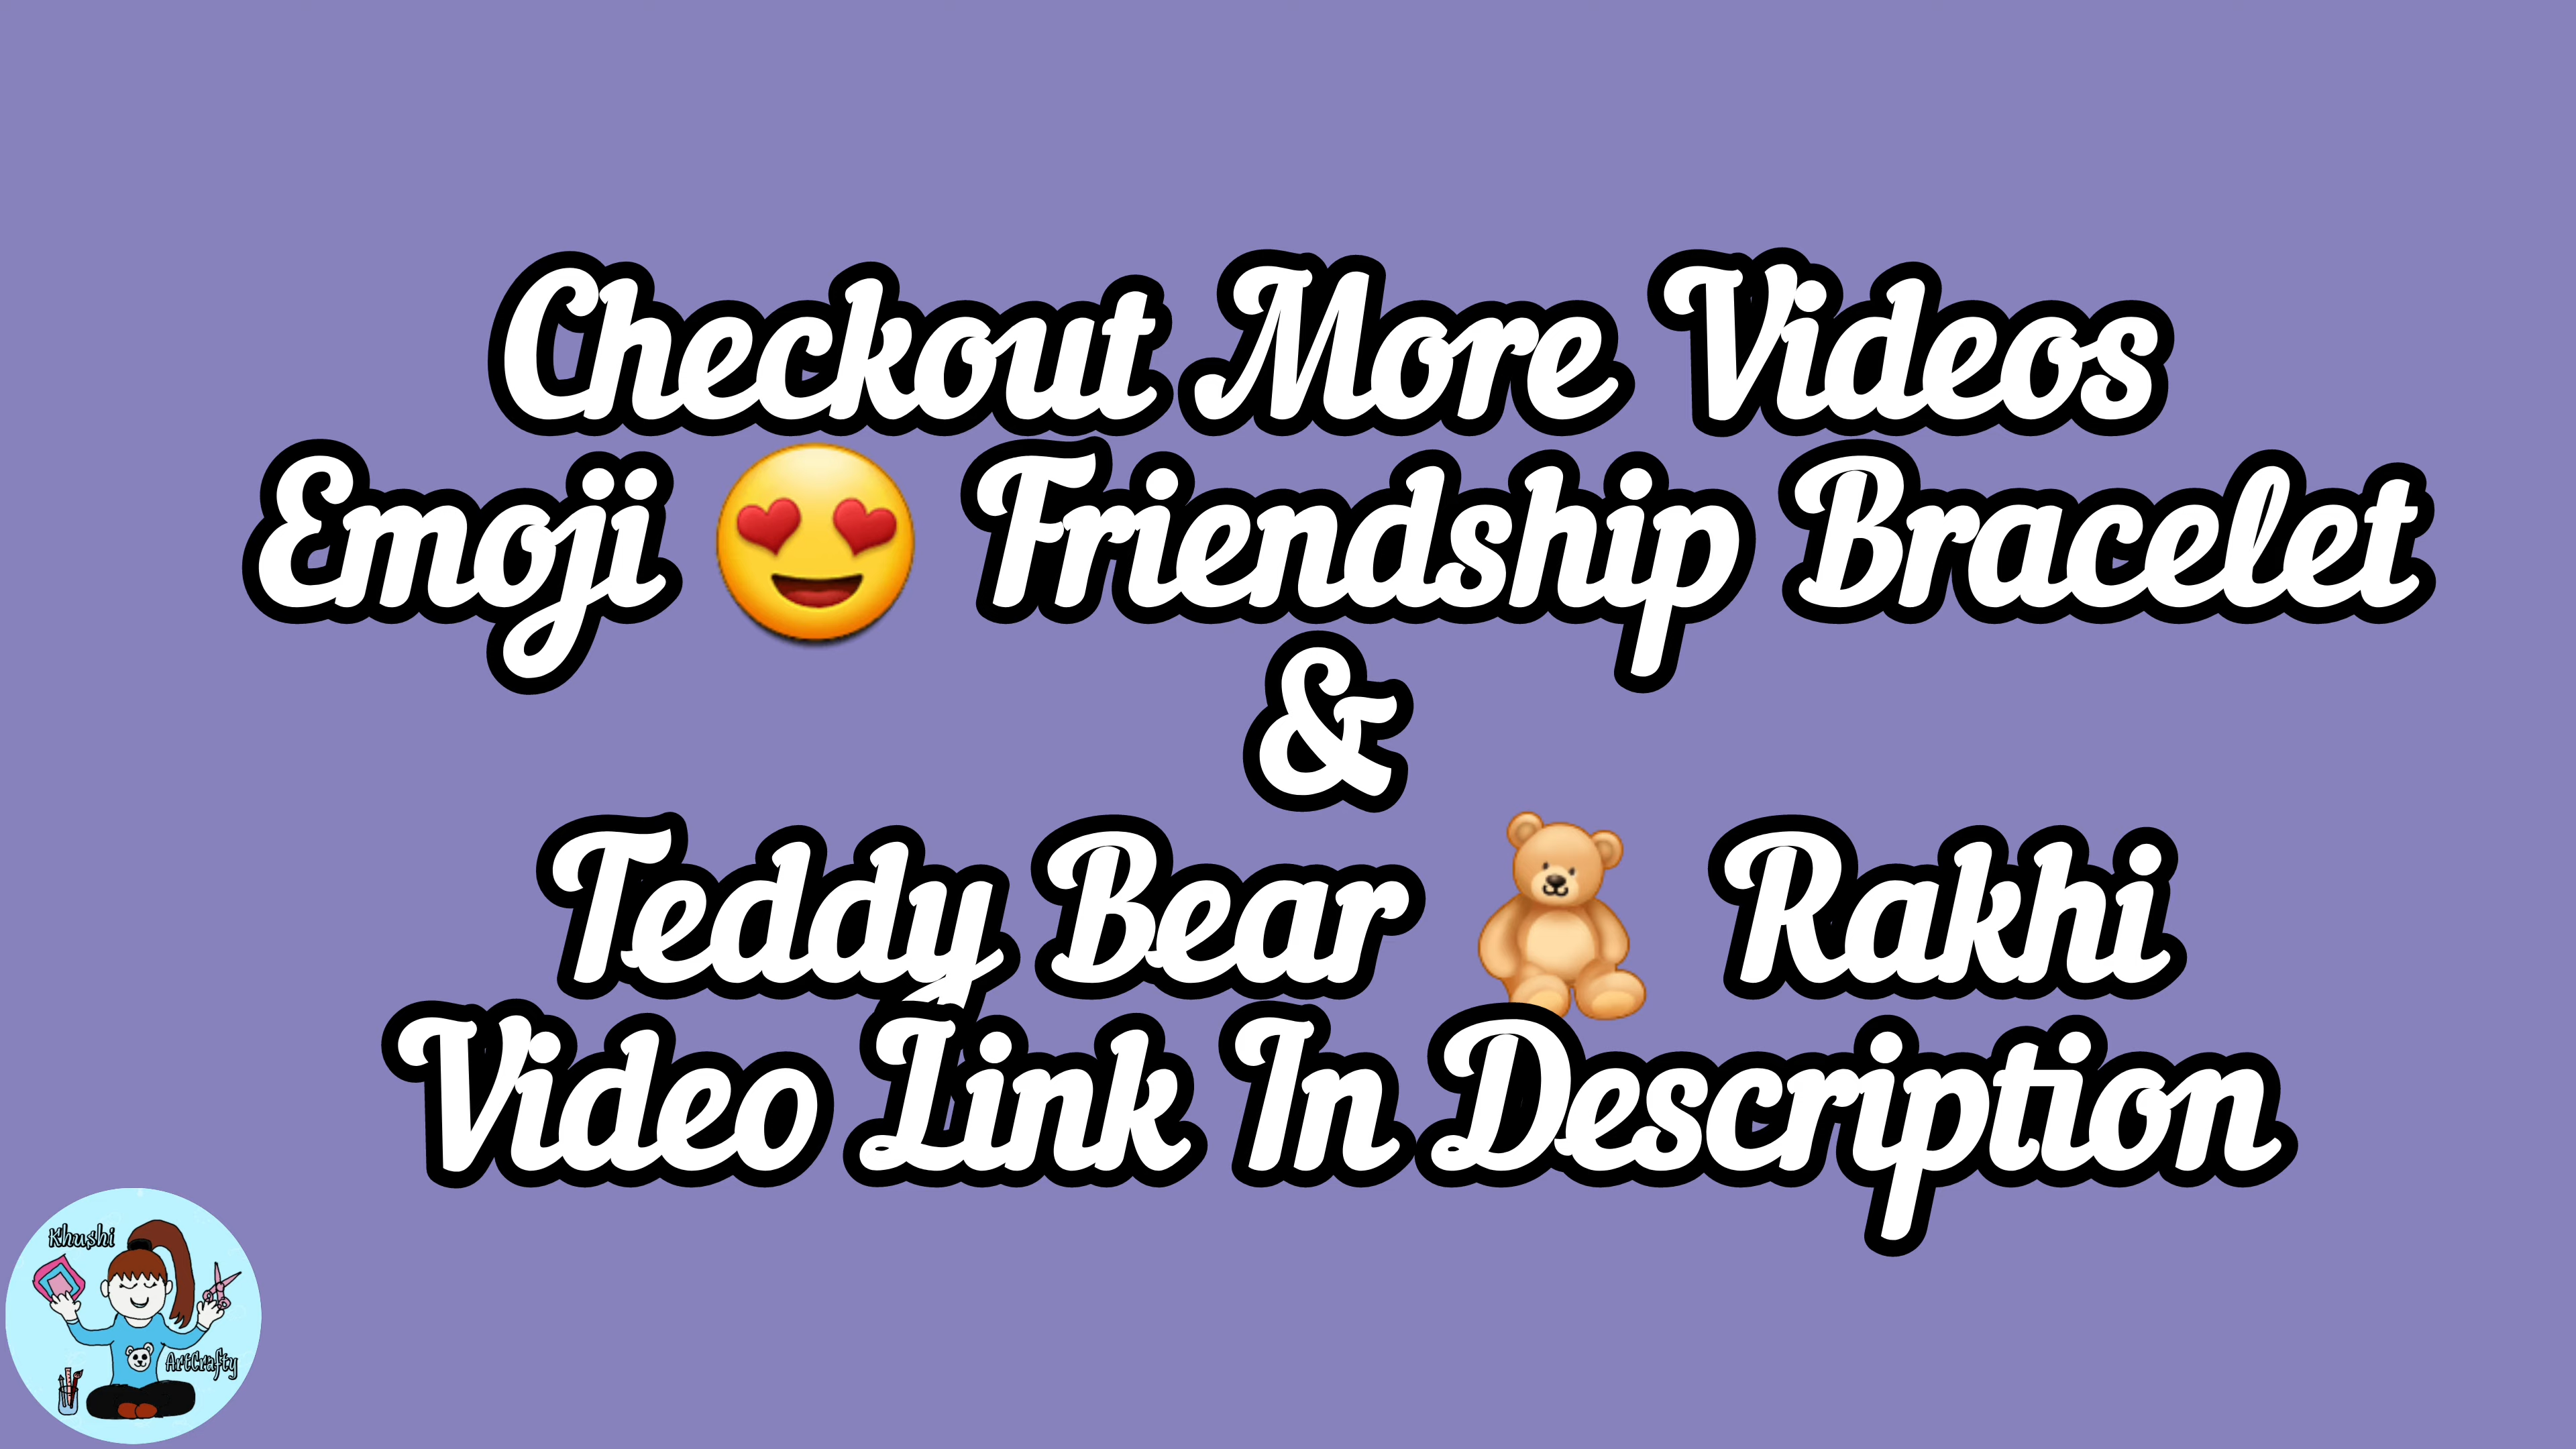 Checkout More Videos
Emoji 😍 Friendship Bracelet
&
Teddy Bear 🧸 Rakhi
Video Link In Description
Khushi
ArtCrafty